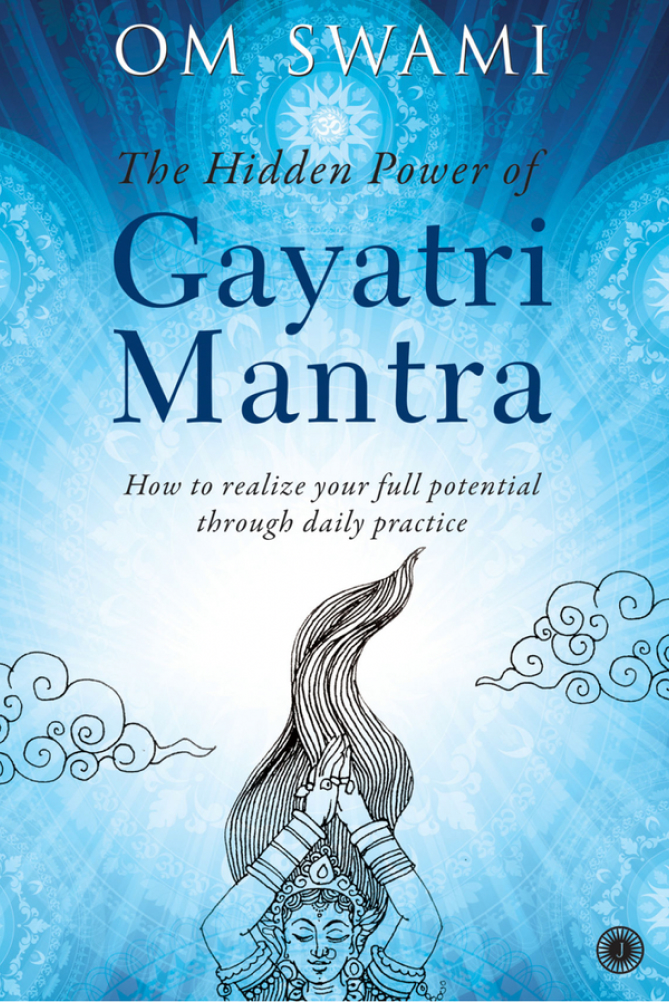 OM SWAMI
The Hidden Power of
Gayatri
Mantra
How to realize your full potential
through daily practice
J